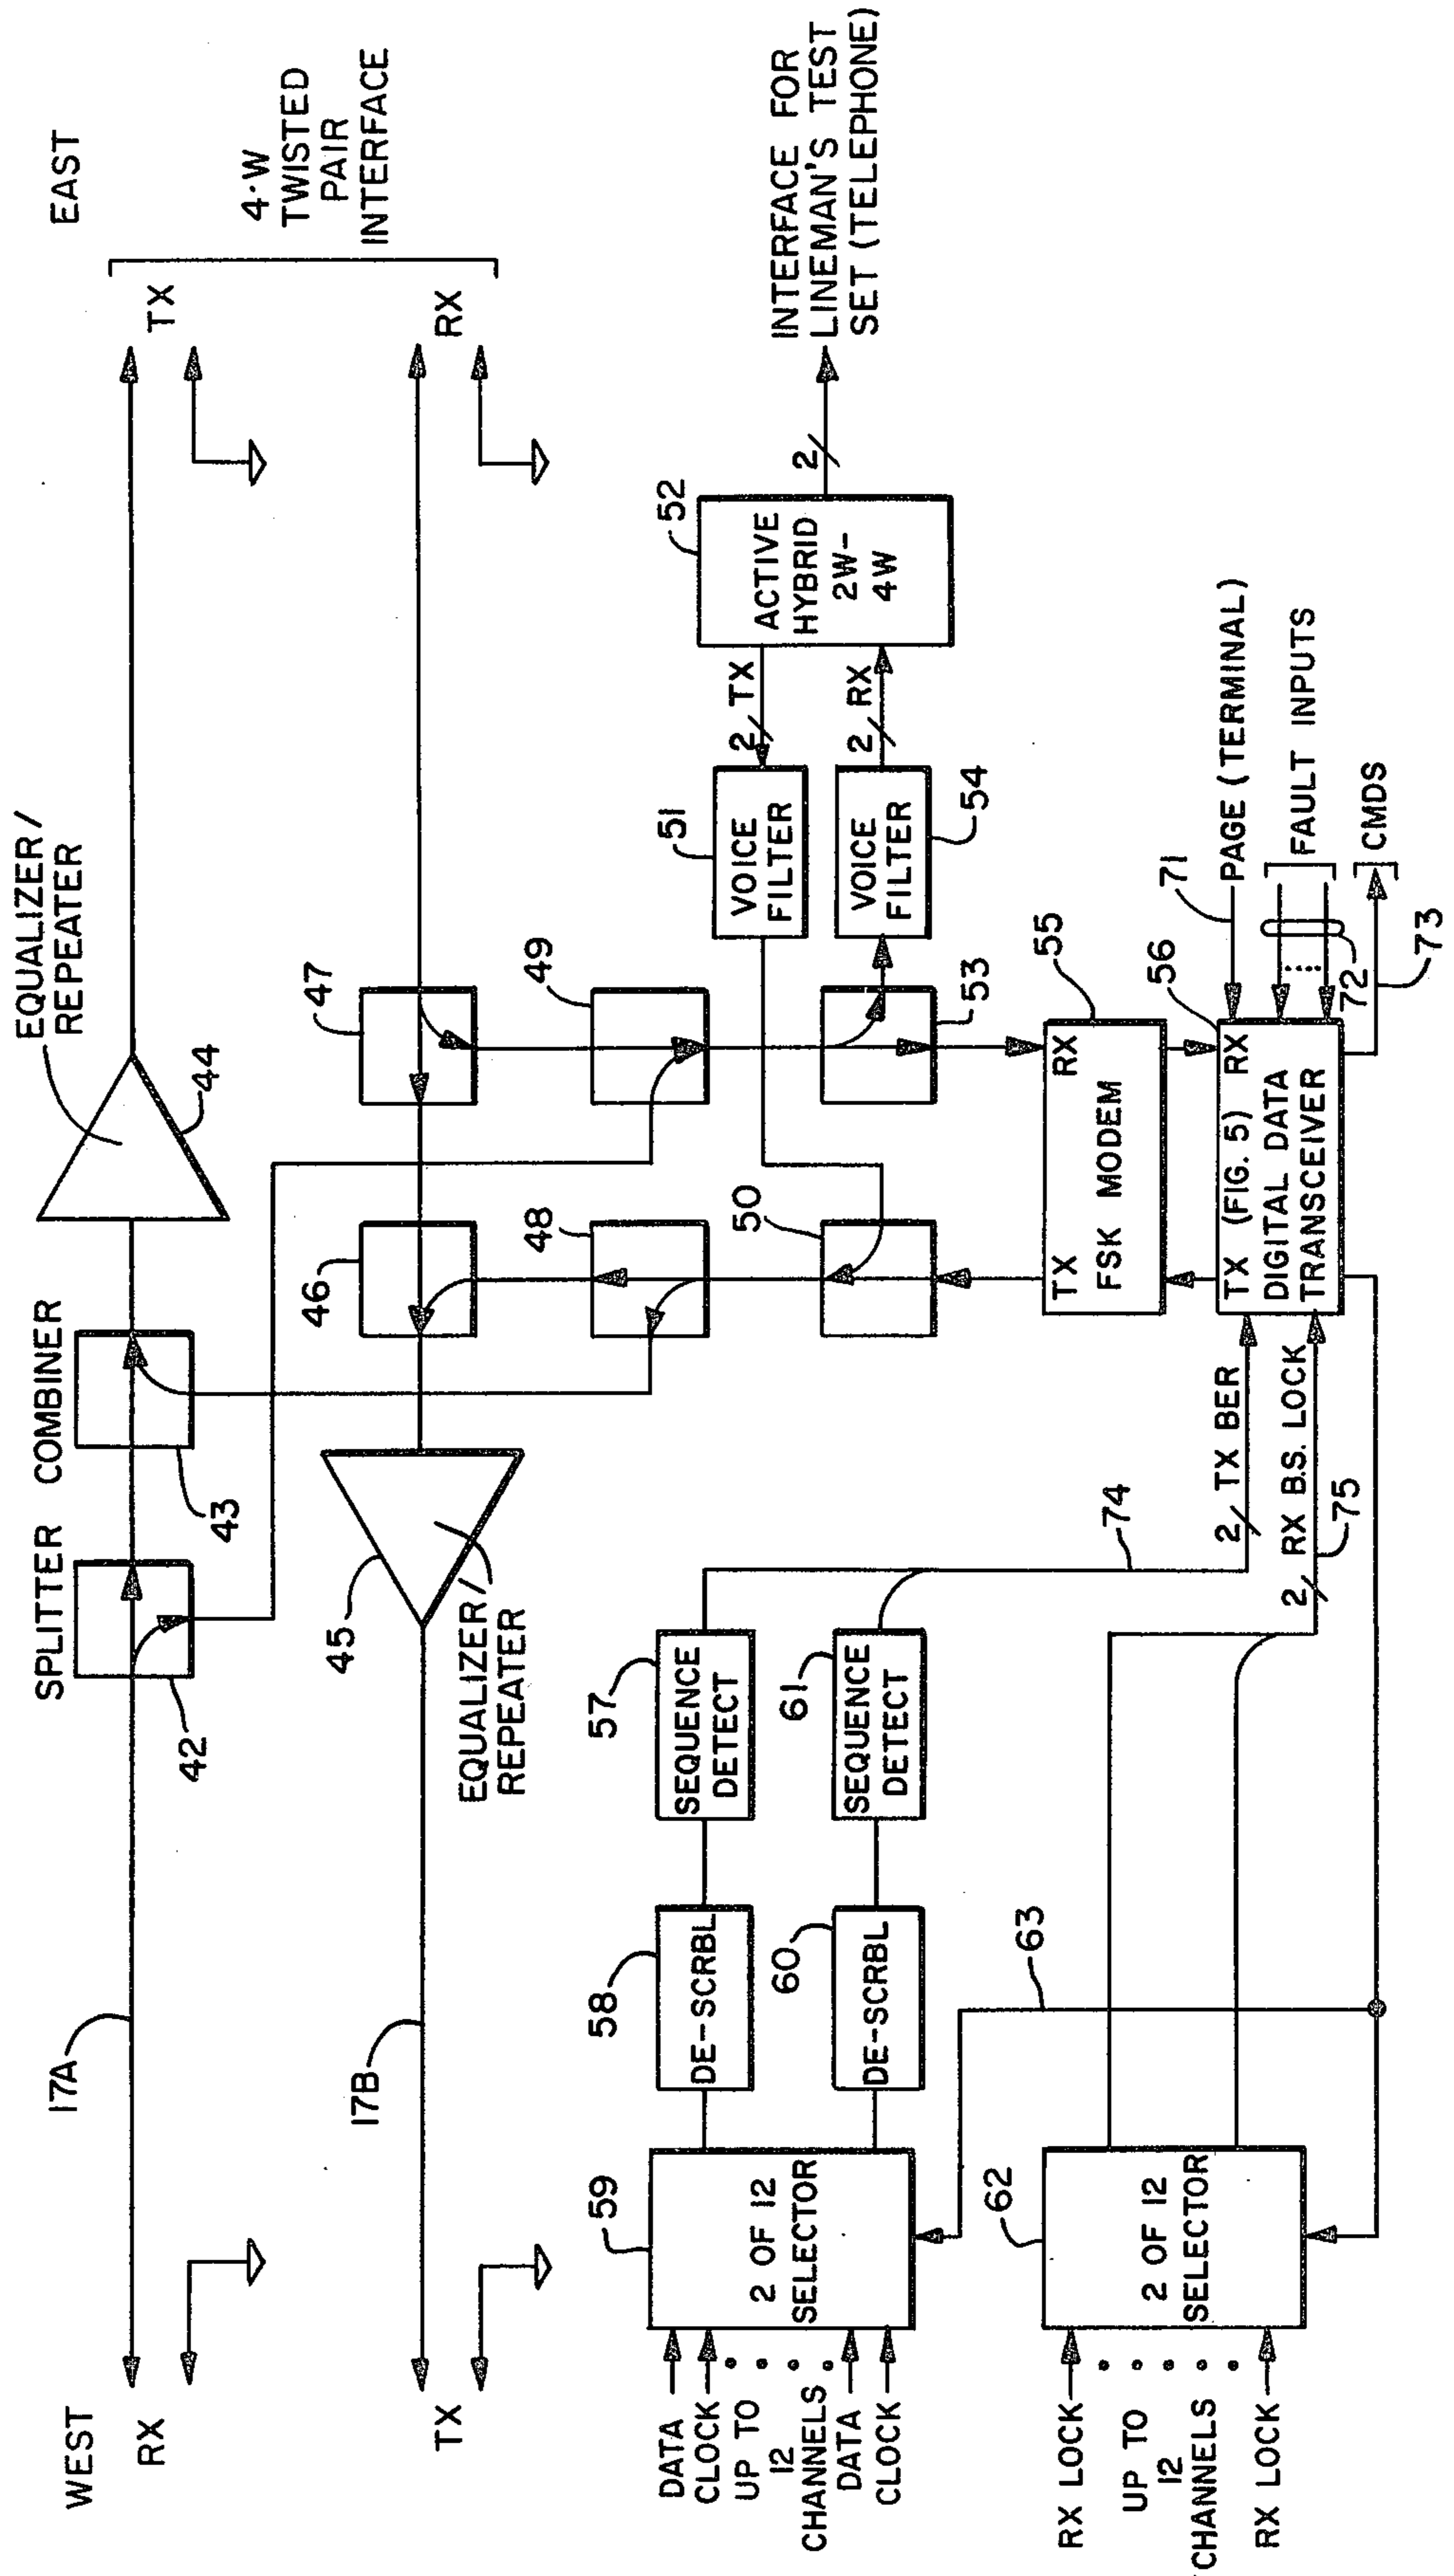 WEST
RX
17A
SPLITTER
42
COMBINER
43
EQUALIZER/
REPEATER
44
EAST
TX
4-W
TWISTED
PAIR
INTERFACE
RX
TX
17B
45
EQUALIZER/
REPEATER
46
47
48
49
50
51
VOICE
FILTER
2
TX
52
ACTIVE
HYBRID
2W-
4W
2
INTERFACE FOR
LINEMAN'S TEST
SET (TELEPHONE)
53
VOICE
FILTER
54
2
RX
55
TX
RX
FSK MODEM
56
TX (FIG. 5) RX
DIGITAL DATA
TRANSCEIVER
71
PAGE (TERMINAL)
FAULT INPUTS
72
CMDS
73
DATA
CLOCK
UP TO
12
CHANNELS
DATA
CLOCK
59
2 OF 12
SELECTOR
58
DE-SCRBL
57
SEQUENCE
DETECT
60
DE-SCRBL
61
SEQUENCE
DETECT
74
2
TX BER
2
RX B.S. LOCK
75
63
RX LOCK
UP TO
12
CHANNELS
RX LOCK
62
2 OF 12
SELECTOR